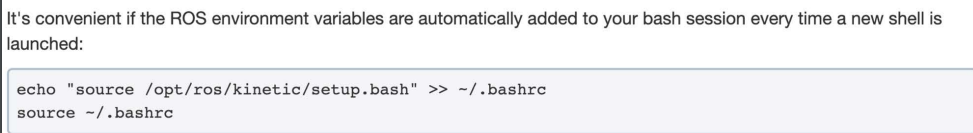 It's convenient if the ROS environment variables are automatically added to your bash session every time a new shell is
launched:
echo "source /opt/ros/kinetic/setup.bash" >> ~/.bashrc
source ~/.bashrc